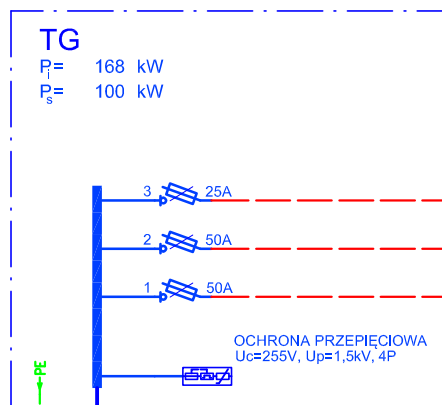 TG
Pi= 168 kW
Ps= 100 kW
3 25A
2 50A
1 50A
OCHRONA PRZEPIĘCIOWA
Uc=255V, Up=1,5kV, 4P
PE